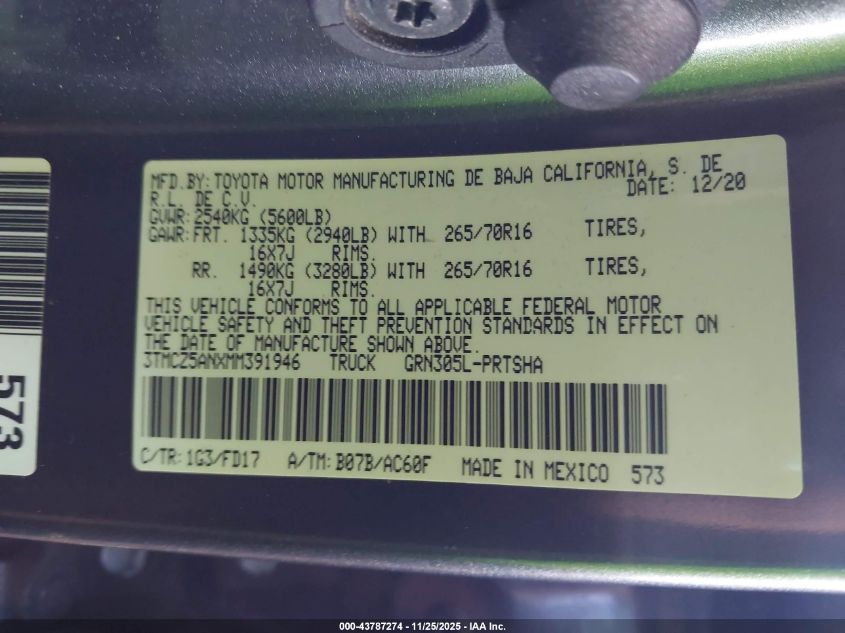 MFD.BY:TOYOTA MOTOR MANUFACTURING DE BAJA CALIFORNIA, S. DE
R.L. DE C.V. DATE: 12/20
GVWR:2540KG (5600LB)
GAWR:FRT. 1335KG (2940LB) WITH 265/70R16 TIRES,
16X7J RIMS.
RR. 1490KG (3280LB) WITH 265/70R16 TIRES,
16X7J RIMS.
THIS VEHICLE CONFORMS TO ALL APPLICABLE FEDERAL MOTOR
VEHICLE SAFETY AND THEFT PREVENTION STANDARDS IN EFFECT ON
THE DATE OF MANUFACTURE SHOWN ABOVE.
3TMCZ5ANXMM391946 TRUCK GRN305L-PRTSHA
C/TR:1G3/FD17 A/TM:B07B/AC60F MADE IN MEXICO 573
573
000-43787274 - 11/25/2025 - IAA Inc.